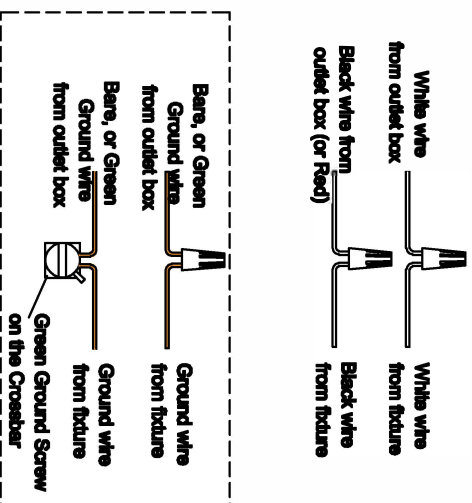 White wire
from outlet box
White wire
from fixture
Black wire from
outlet box (or Red)
Black wire
from fixture
Bare, or Green
Ground wire
from outlet box
Ground wire
from fixture
Bare, or Green
Ground wire
from outlet box
Ground wire
from fixture
Green Ground Screw
on the Crossbar